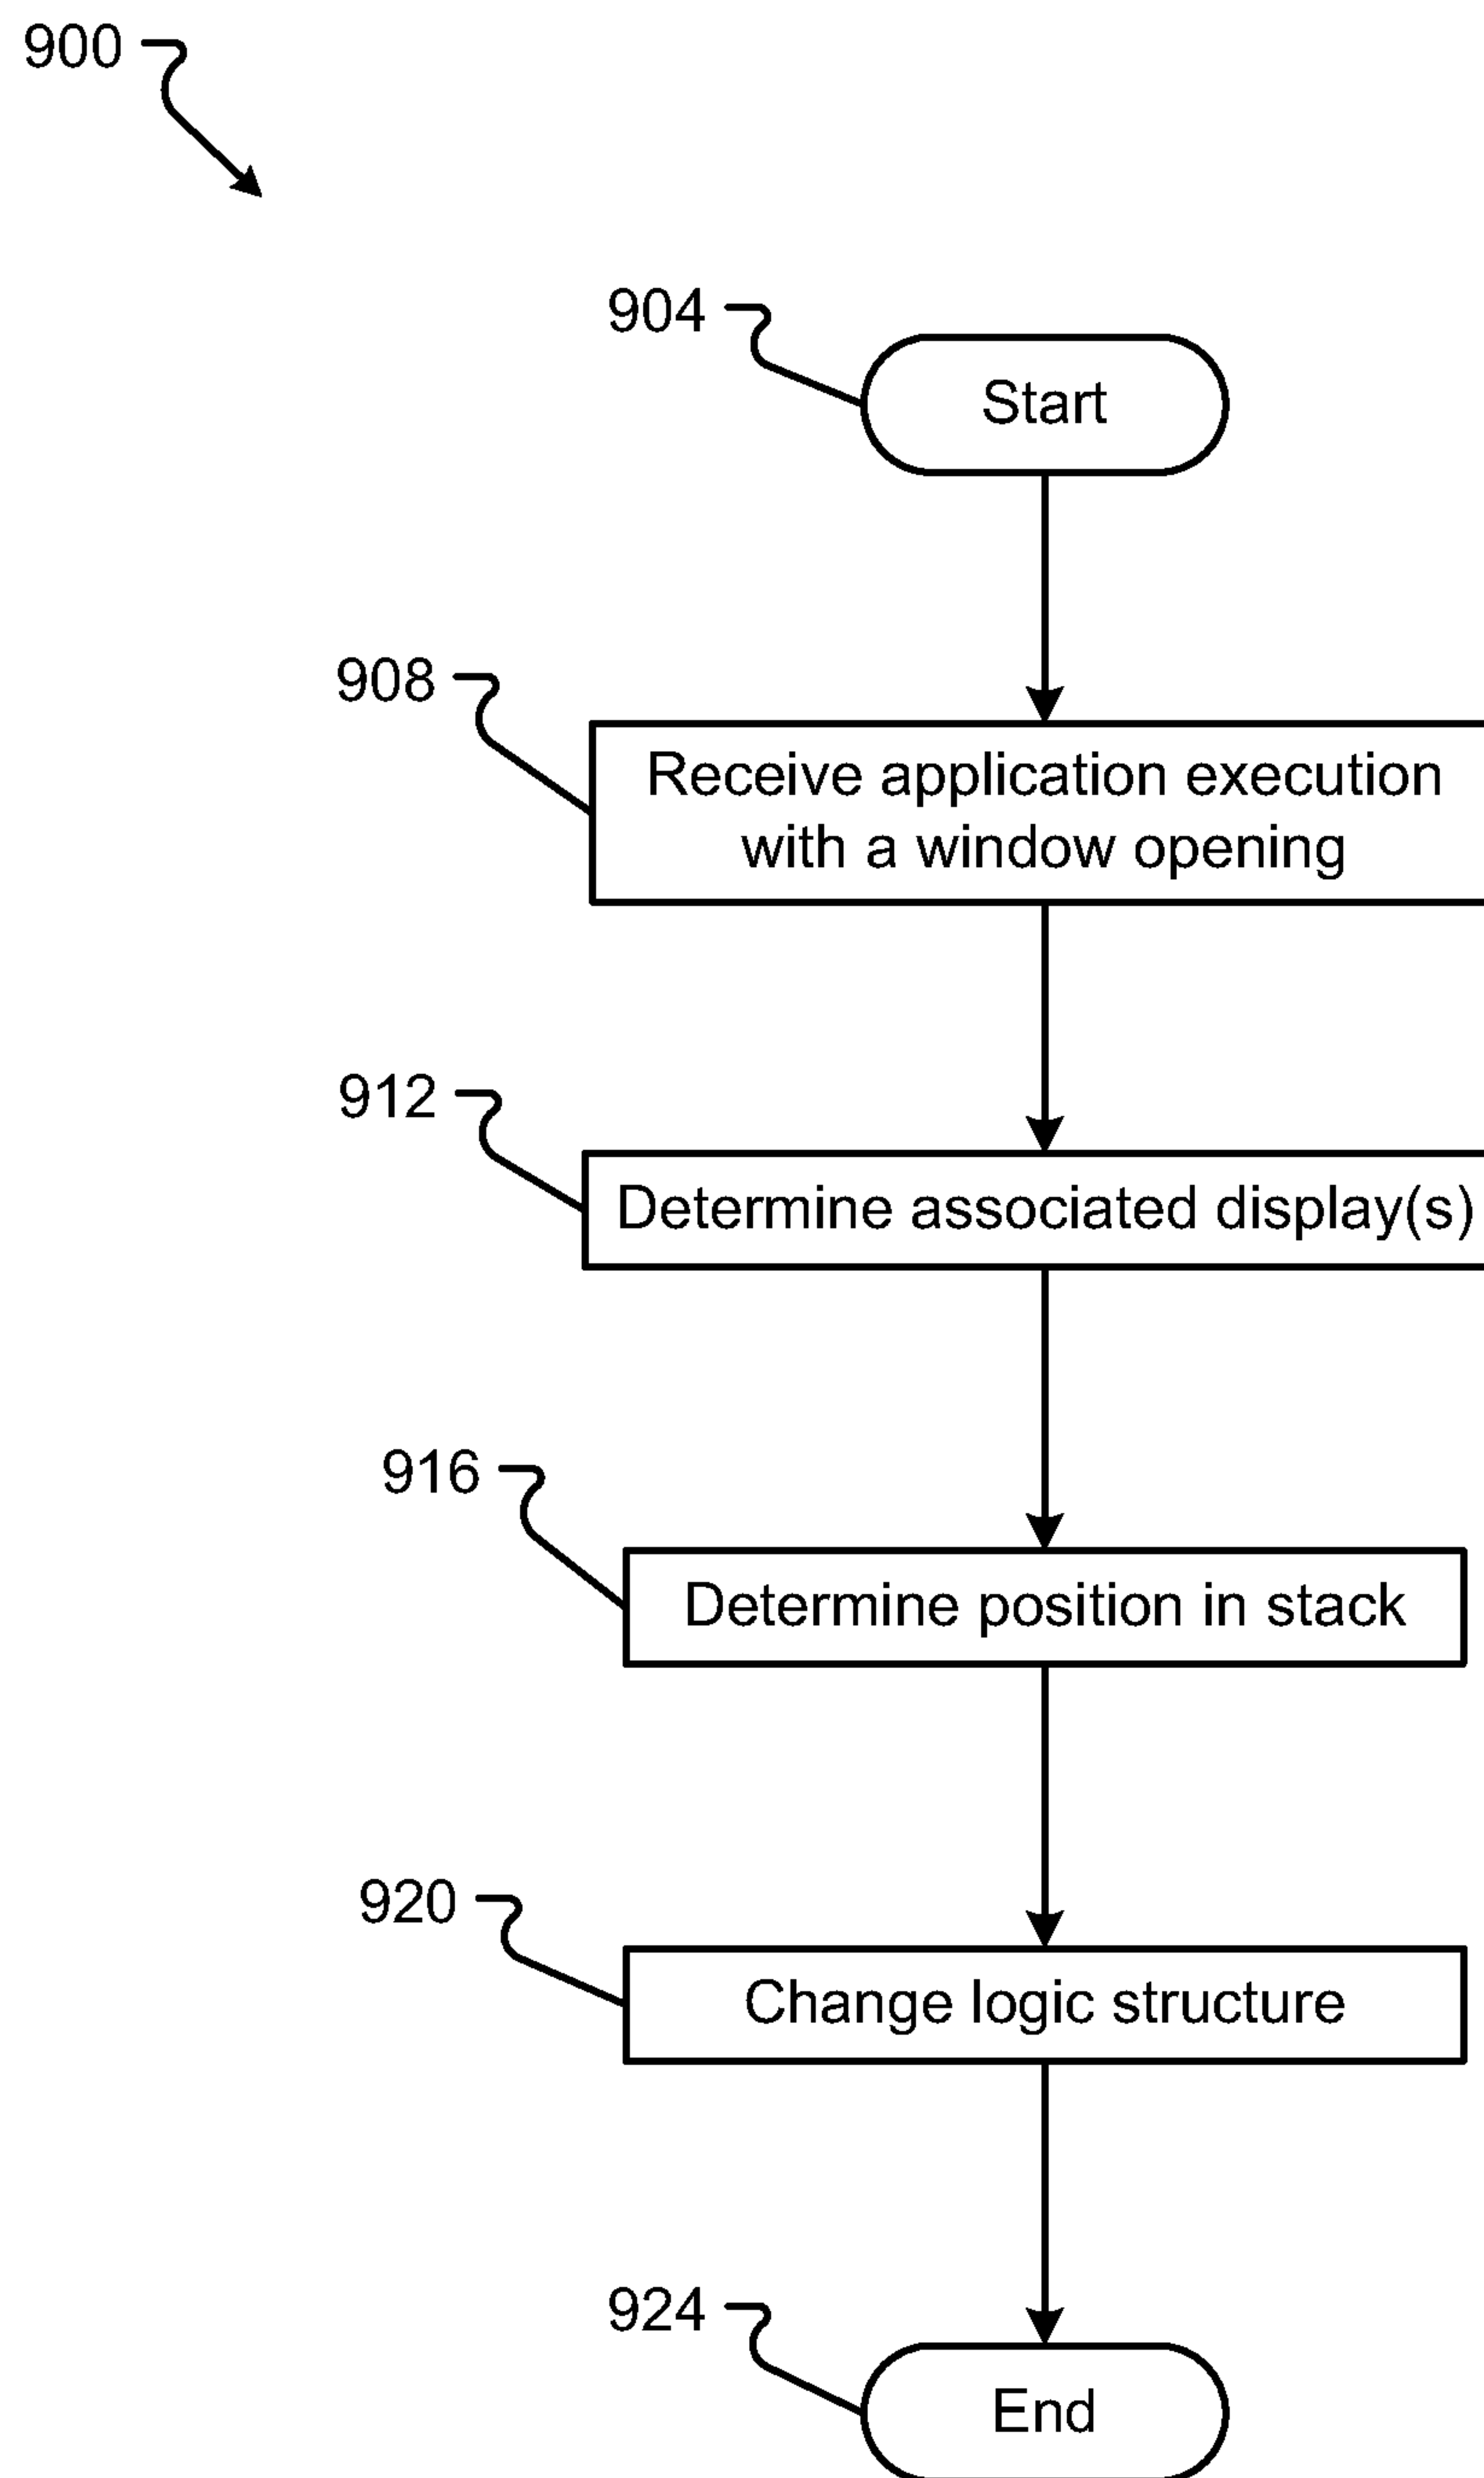 900
904
Start
908
Receive application execution
with a window opening
912
Determine associated display(s)
916
Determine position in stack
920
Change logic structure
924
End